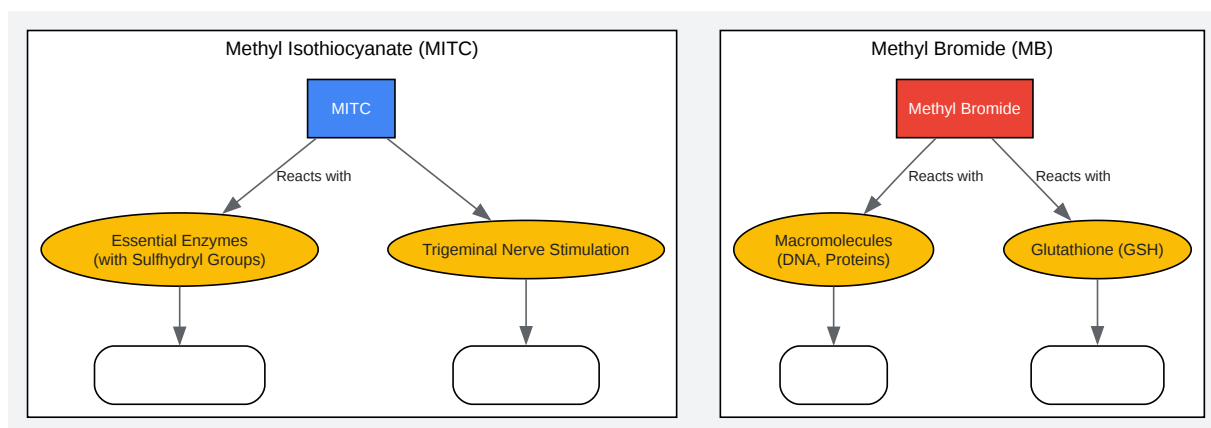 Methyl Isothiocyanate (MITC)
MITC
Reacts with
Essential Enzymes
(with Sulfhydryl Groups)
Trigeminal Nerve Stimulation
Methyl Bromide (MB)
Methyl Bromide
Reacts with
Reacts with
Macromolecules
(DNA, Proteins)
Glutathione (GSH)